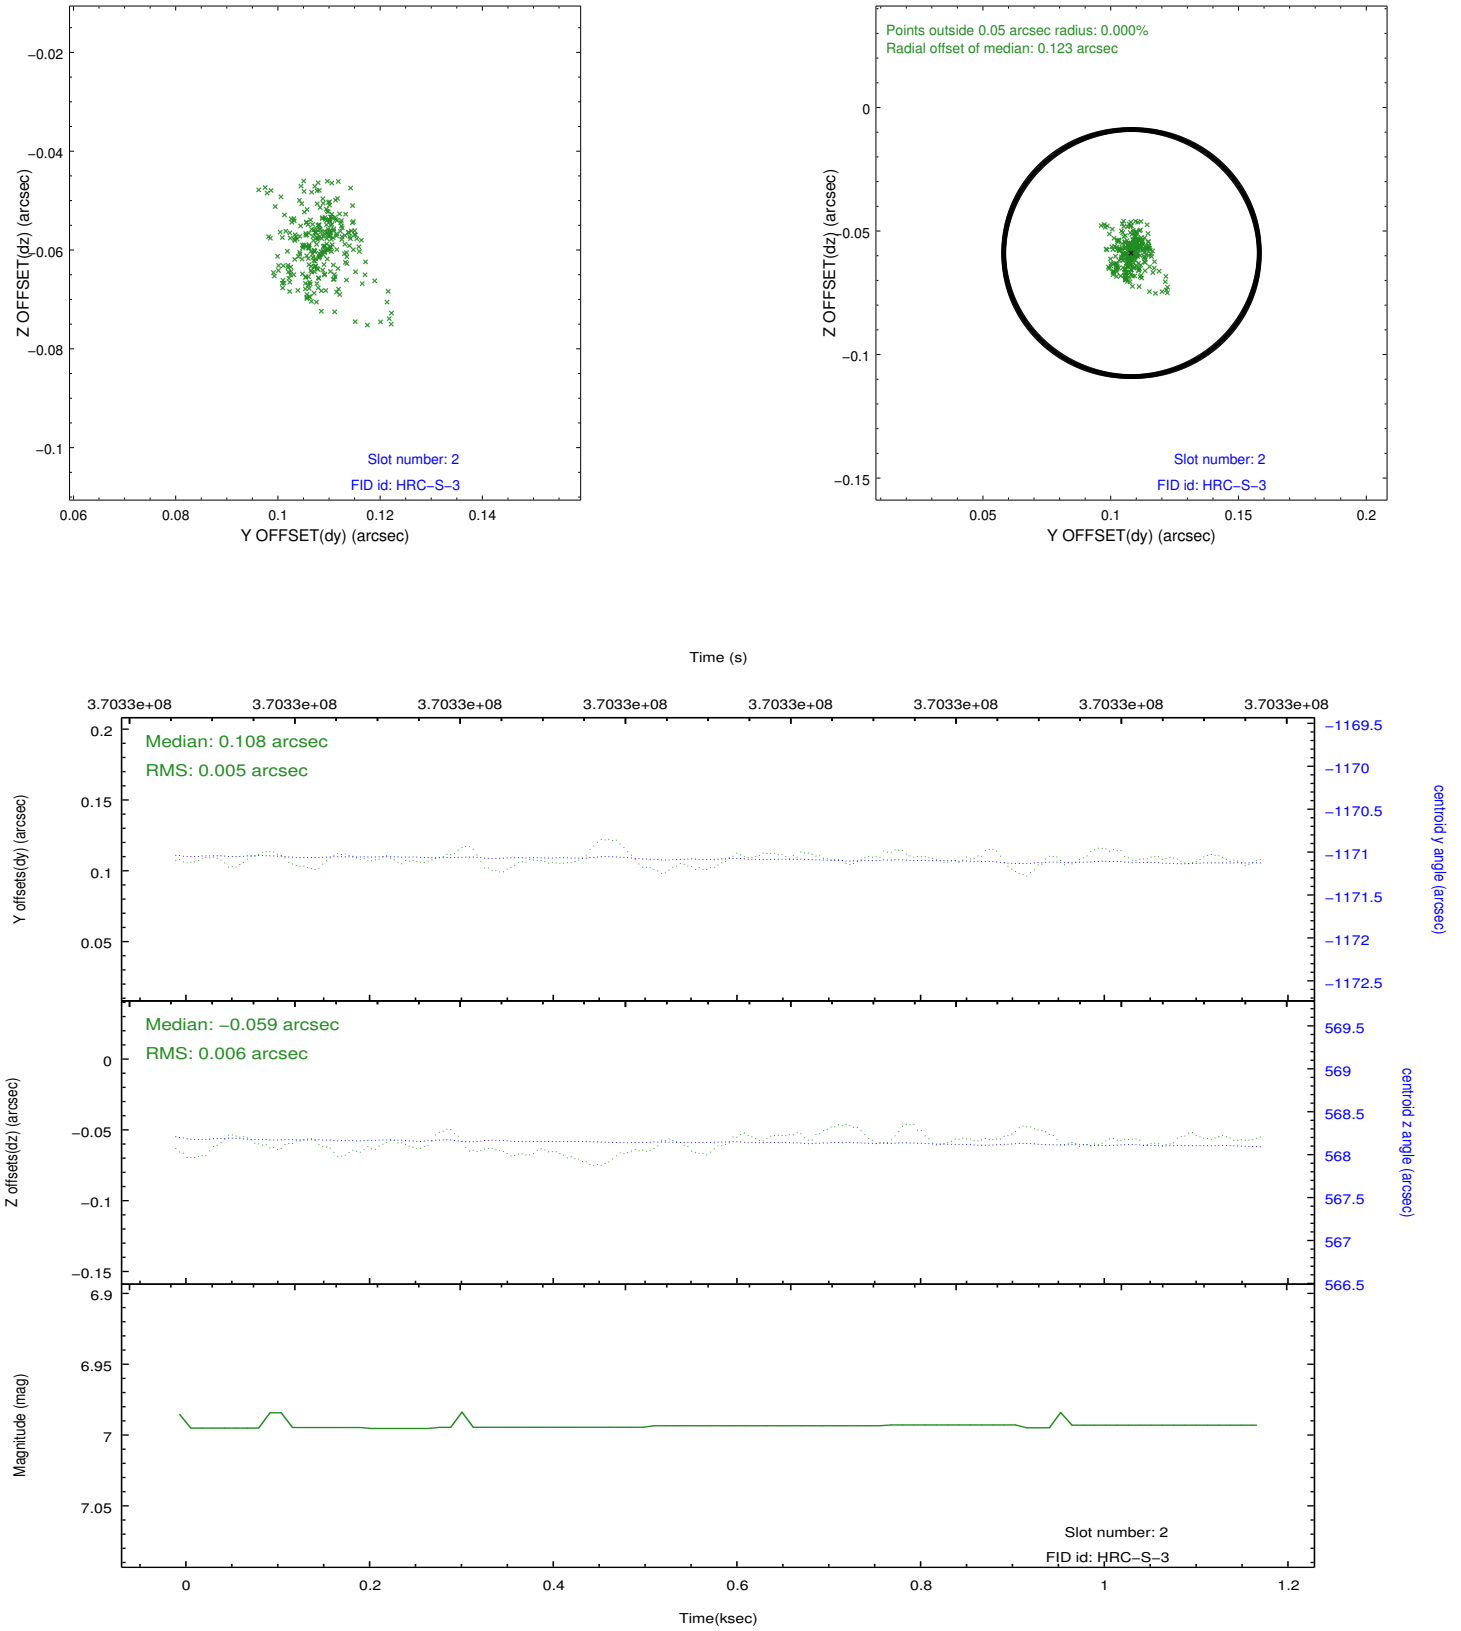 −0.02
−0.04
−0.06
−0.08
−0.1
Z OFFSET(dz) (arcsec)
Slot number: 2
FID id: HRC−S−3
0.06 0.08 0.1 0.12 0.14
Y OFFSET(dy) (arcsec)
Points outside 0.05 arcsec radius: 0.000%
Radial offset of median: 0.123 arcsec
0
−0.05
−0.1
−0.15
Z OFFSET(dz) (arcsec)
Slot number: 2
FID id: HRC−S−3
0.05 0.1 0.15 0.2
Y OFFSET(dy) (arcsec)
Time (s)
3.7033e+08 3.7033e+08 3.7033e+08 3.7033e+08 3.7033e+08 3.7033e+08 3.7033e+08 3.7033e+08
Median: 0.108 arcsec
RMS: 0.005 arcsec
0.2
0.15
0.1
0.05
Y offsets(dy) (arcsec)
−1169.5
−1170
−1170.5
−1171
−1171.5
−1172
−1172.5
centroid y angle (arcsec)
Median: −0.059 arcsec
RMS: 0.006 arcsec
0
−0.05
−0.1
−0.15
Z offsets(dz) (arcsec)
569.5
569
568.5
568
567.5
567
566.5
centroid z angle (arcsec)
6.9
6.95
7
7.05
Magnitude (mag)
Slot number: 2
FID id: HRC−S−3
0 0.2 0.4 0.6 0.8 1 1.2
Time(ksec)